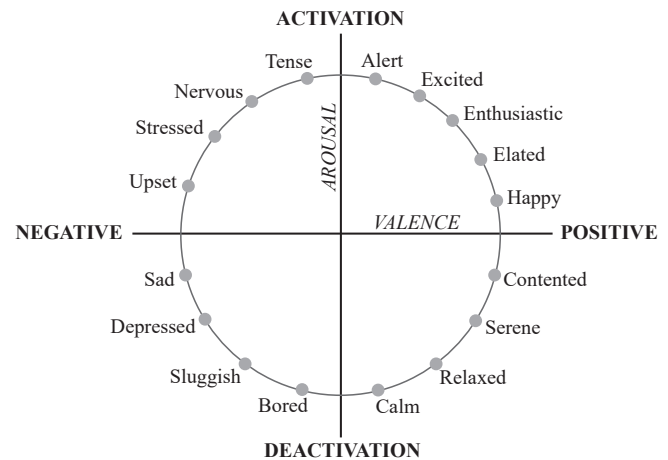 ACTIVATION
Tense
Alert
Nervous
Excited
Enthusiastic
Stressed
AROUSAL
Elated
Upset
Happy
NEGATIVE
VALENCE
POSITIVE
Sad
Contented
Depressed
Serene
Sluggish
Relaxed
Bored
Calm
DEACTIVATION